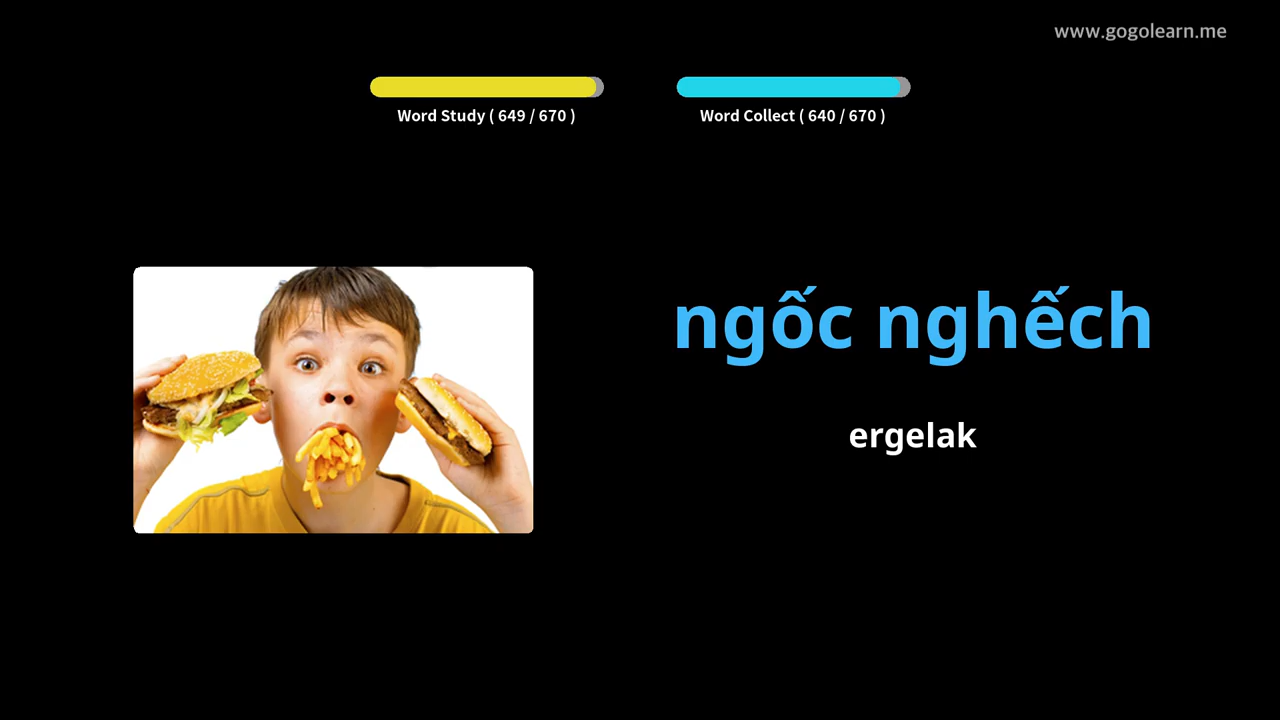 www.gogolearn.me
Word Study ( 649 / 670 )
Word Collect ( 640 / 670 )
ngốc nghếch
ergelak